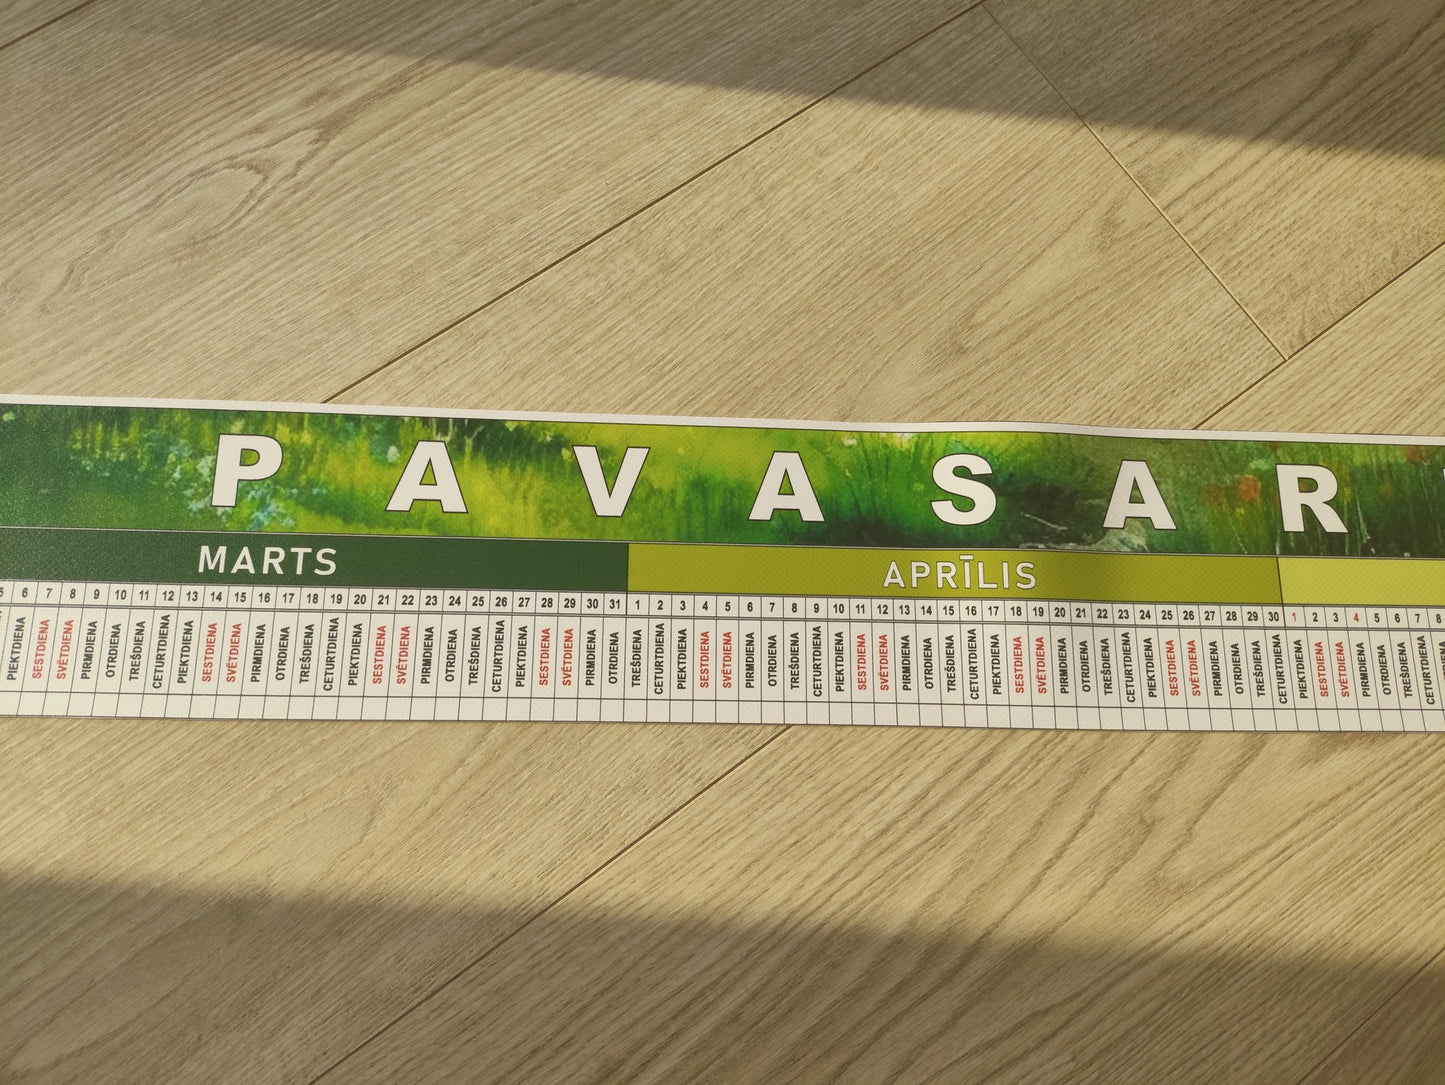 PAVASAR
MARTS APRĪLIS
5 6 7 8 9 10 11 12 13 14 15 16 17 18 19 20 21 22 23 24 25 26 27 28 29 30 31 1 2 3 4 5 6 7 8 9 10 11 12 13 14 15 16 17 18 19 20 21 22 23 24 25 26 27 28 29 30 1 2 3 4 5 6 7 8
PIEKTDIENA SESTDIENA SVĒTDIENA PIRMDIENA OTRDIENA TREŠDIENA CETURTDIENA PIEKTDIENA SESTDIENA SVĒTDIENA PIRMDIENA OTRDIENA TREŠDIENA CETURTDIENA PIEKTDIENA SESTDIENA SVĒTDIENA PIRMDIENA OTRDIENA TREŠDIENA CETURTDIENA PIEKTDIENA SESTDIENA SVĒTDIENA PIRMDIENA OTRDIENA TREŠDIENA CETURTDIENA PIEKTDIENA SESTDIENA SVĒTDIENA PIRMDIENA OTRDIENA TREŠDIENA CETURTDIENA PIEKTDIENA SESTDIENA SVĒTDIENA PIRMDIENA OTRDIENA TREŠDIENA CETURTDIENA PIEKTDIENA SESTDIENA SVĒTDIENA PIRMDIENA OTRDIENA TREŠDIENA CETURTDIENA PIEKTDIENA SESTDIENA SVĒTDIENA PIRMDIENA OTRDIENA TREŠDIENA CETURTDIENA PIEKTDIENA SESTDIENA SVĒTDIENA PIRMDIENA OTRDIENA TREŠDIENA CETURTDIENA